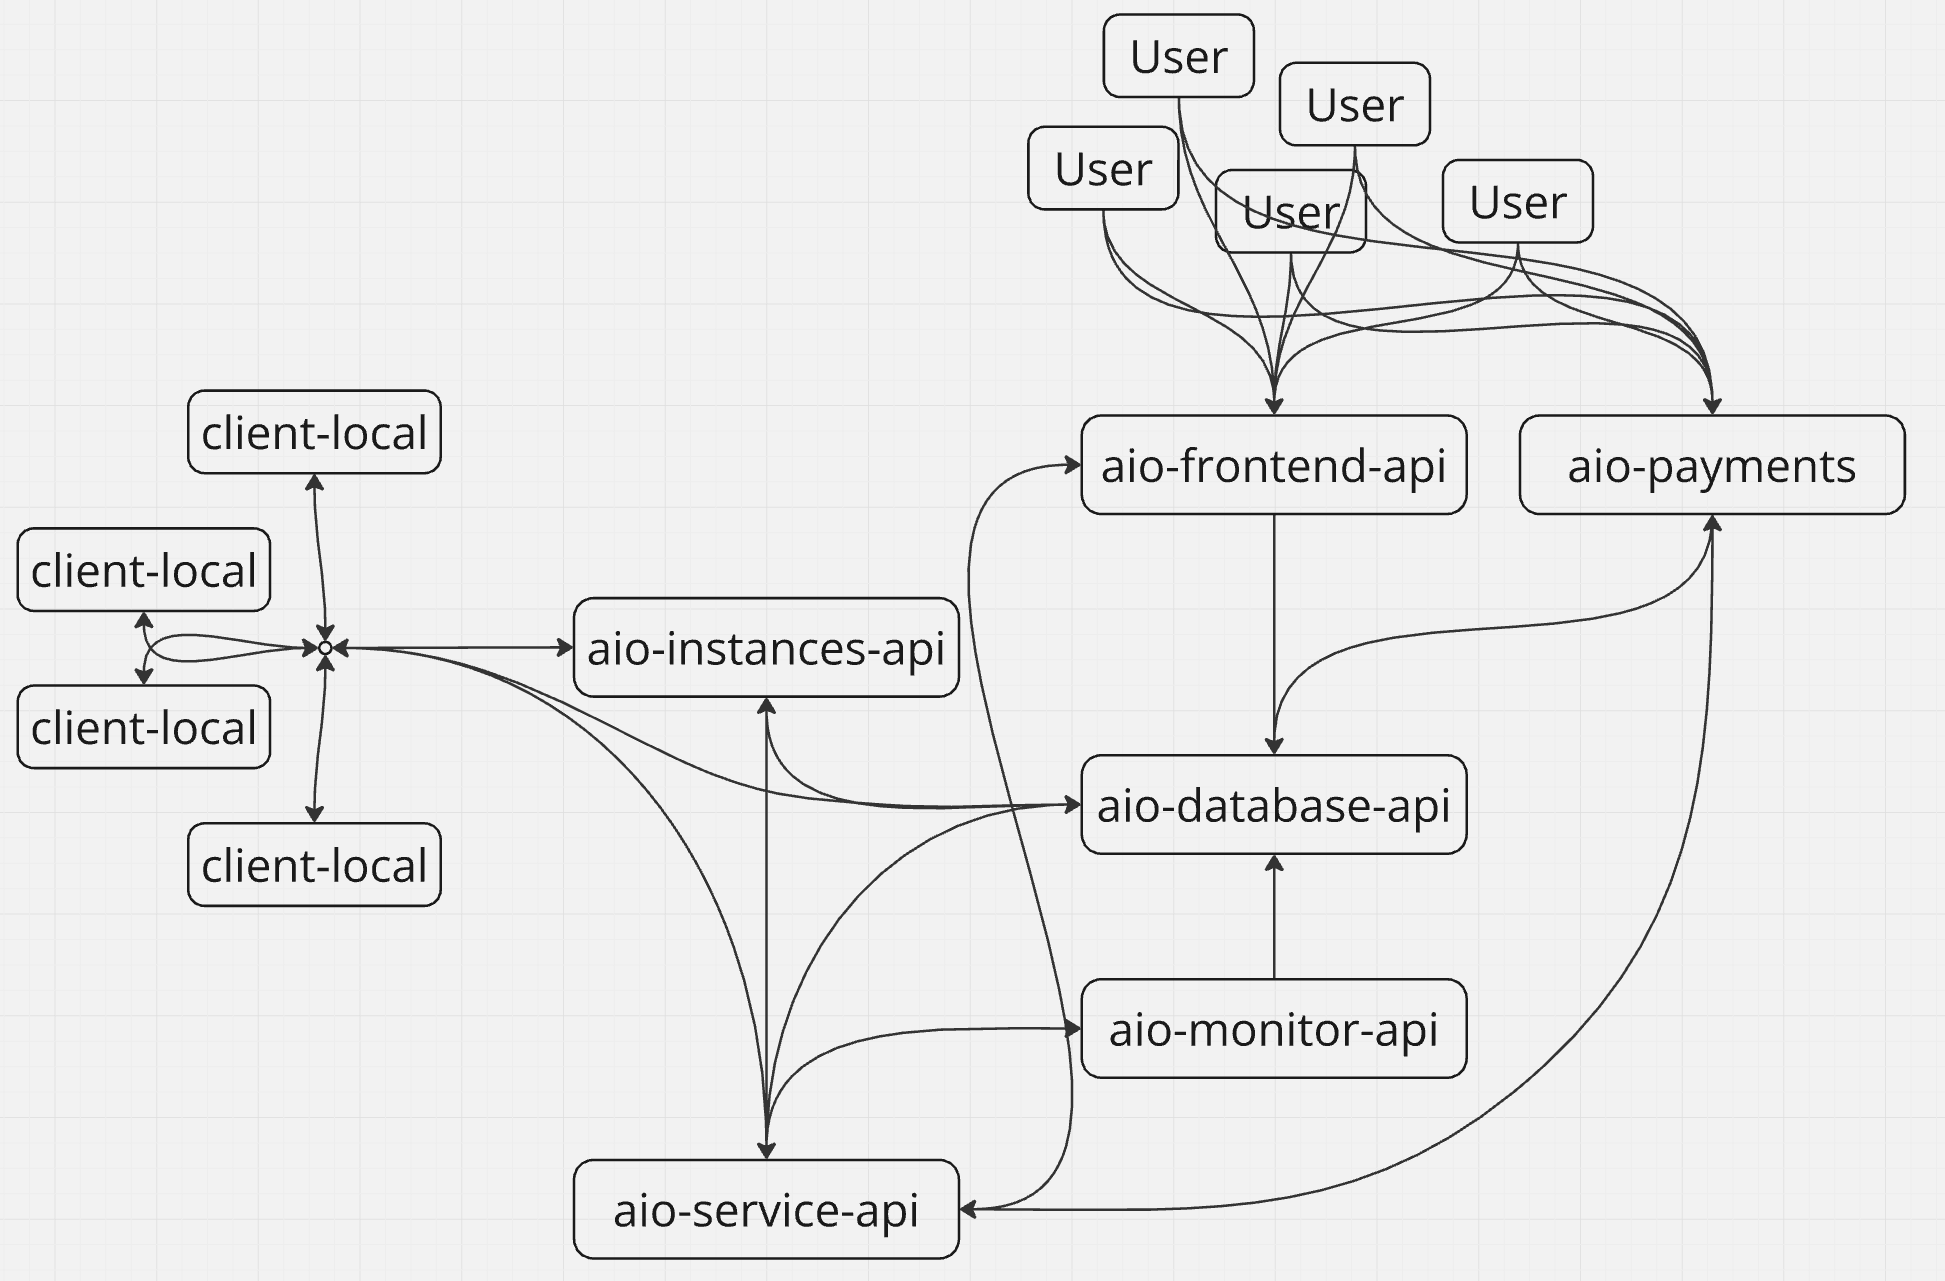 User
User
User
User
User
client-local
aio-frontend-api
aio-payments
client-local
aio-instances-api
client-local
aio-database-api
client-local
aio-monitor-api
aio-service-api